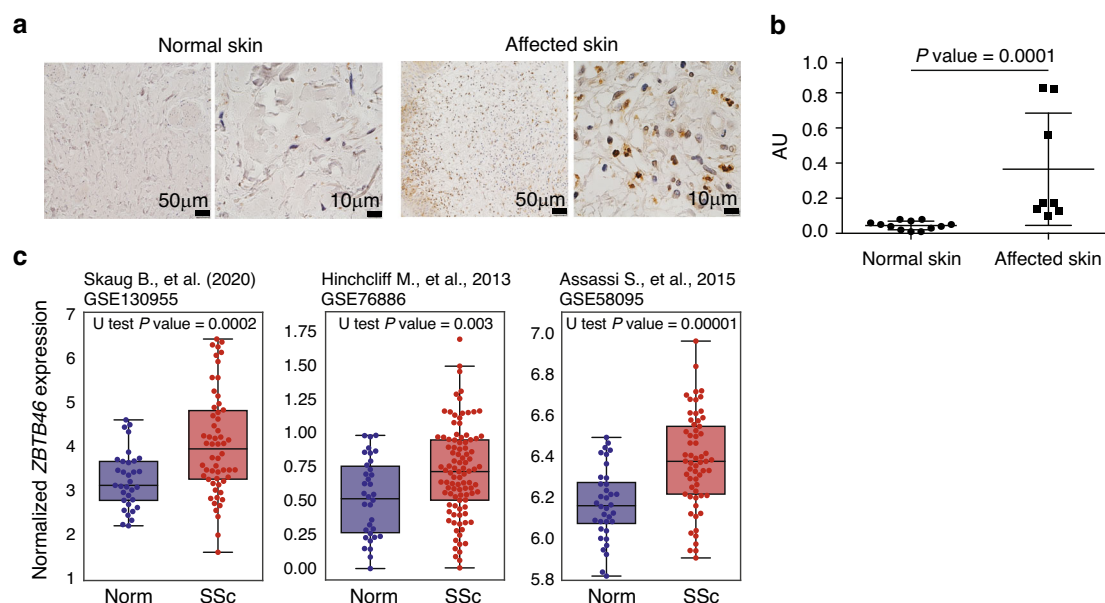 a
Normal skin
Affected skin
50μm
10μm
50μm
10μm
b
P value = 0.0001
AU
1.0
0.8
0.6
0.4
0.2
0.0
Normal skin
Affected skin
c
Skaug B., et al. (2020)
GSE130955
Hinchcliff M., et al., 2013
GSE76886
Assassi S., et al., 2015
GSE58095
Normalized ZBTB46 expression
U test P value = 0.0002
7
6
5
4
3
2
1
Norm
SSc
U test P value = 0.003
1.75
1.50
1.25
1.00
0.75
0.50
0.25
0.00
Norm
SSc
U test P value = 0.00001
7.0
6.8
6.6
6.4
6.2
6.0
5.8
Norm
SSc